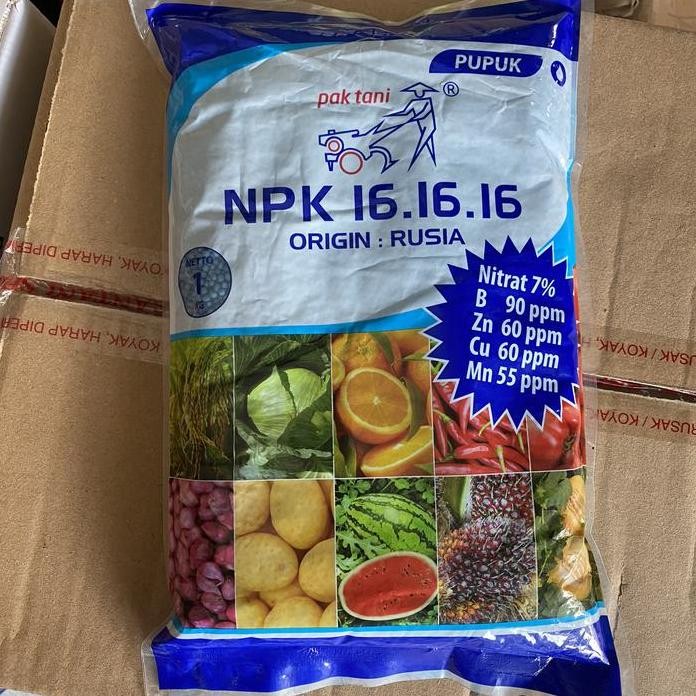 PUPUK
pak tani ®
NPK 16.16.16
ORIGIN : RUSIA
NETTO
1
KG
Nitrat 7%
B 90 ppm
Zn 60 ppm
Cu 60 ppm
Mn 55 ppm
KOYAK, HARAP DIPER
KOYAK, HARAP DIPER
RUSAK / KOYAK, H
RUSAK / KOYA